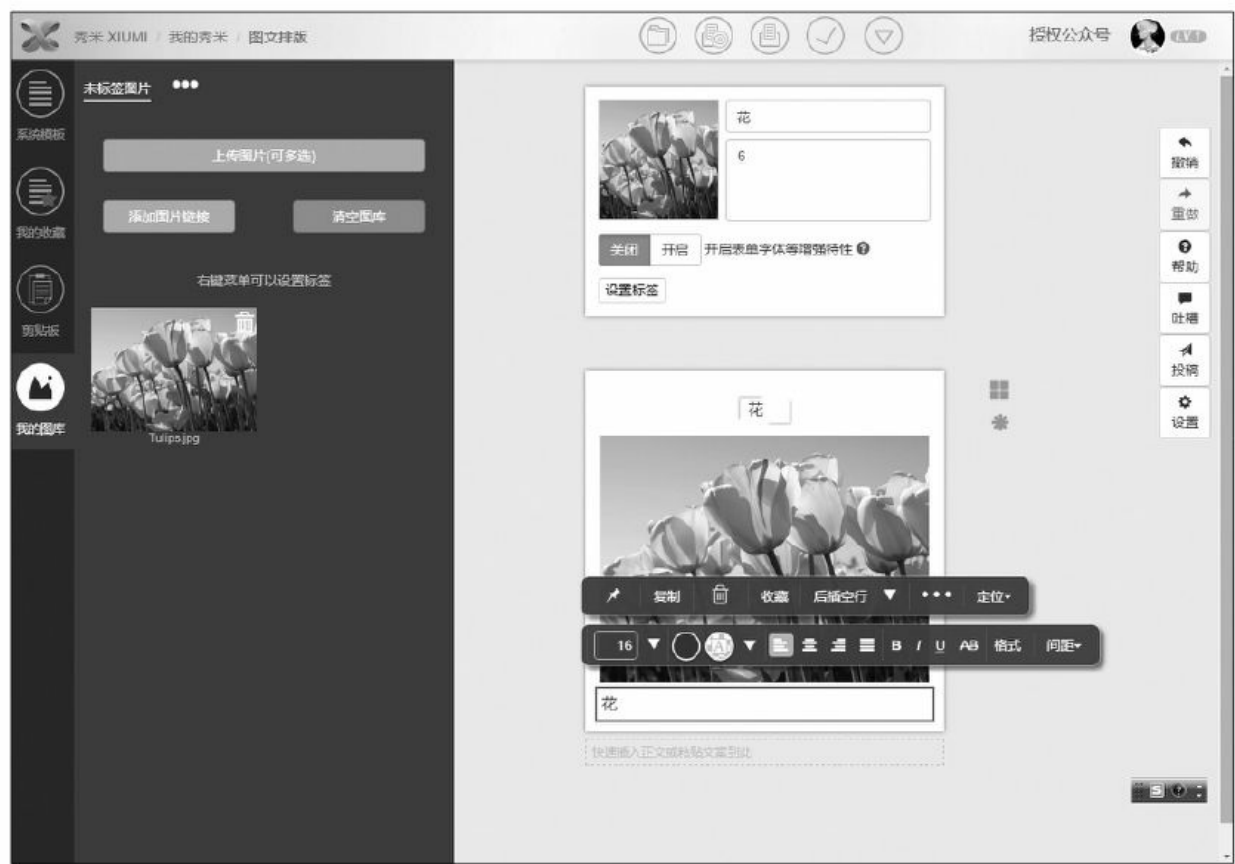 秀米 XIUMI / 我的秀米 / 图文排版
授权公众号
LV.1
系统模板
我的收藏
剪贴板
我的图库
未标签图片 •••
上传图片(可多选)
添加图片链接
清空图库
右键菜单可以设置标签
Tulips.jpg
花
6
关闭 开启 开启表单字体等增强特性
设置标签
花
复制 收藏 后插空行 ••• 定位
16 A B I U AB 格式 间距
花
快速插入正文或粘贴文案到此
撤销
重做
帮助
吐槽
投稿
设置
S